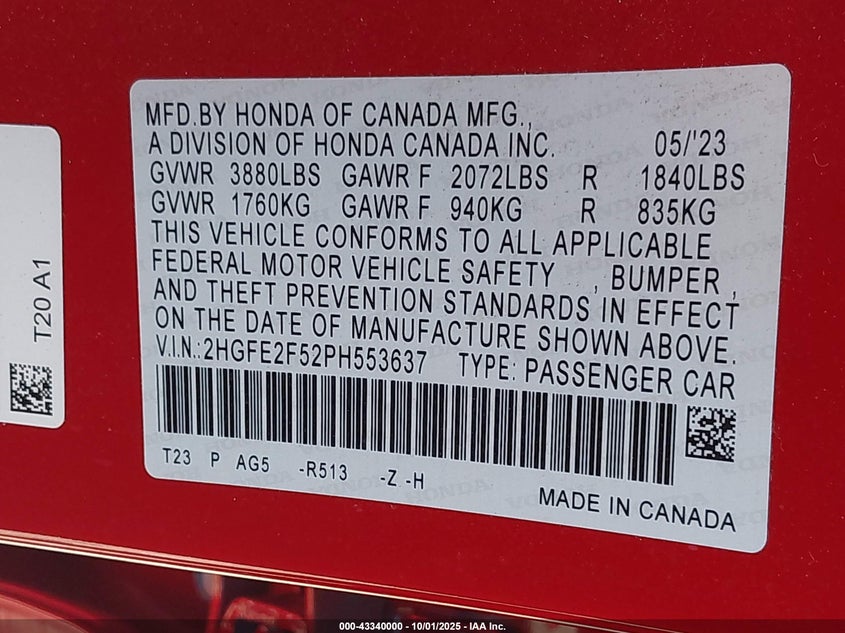 MFD.BY HONDA OF CANADA MFG.,
A DIVISION OF HONDA CANADA INC. 05/'23
GVWR 3880LBS GAWR F 2072LBS R 1840LBS
GVWR 1760KG GAWR F 940KG R 835KG
THIS VEHICLE CONFORMS TO ALL APPLICABLE
FEDERAL MOTOR VEHICLE SAFETY , BUMPER ,
AND THEFT PREVENTION STANDARDS IN EFFECT
ON THE DATE OF MANUFACTURE SHOWN ABOVE.
V.I.N.:2HGFE2F52PH553637 TYPE: PASSENGER CAR
T23 P AG5 -R513 -Z -H
MADE IN CANADA
T20 A1
000-43340000 - 10/01/2025 - IAA Inc.